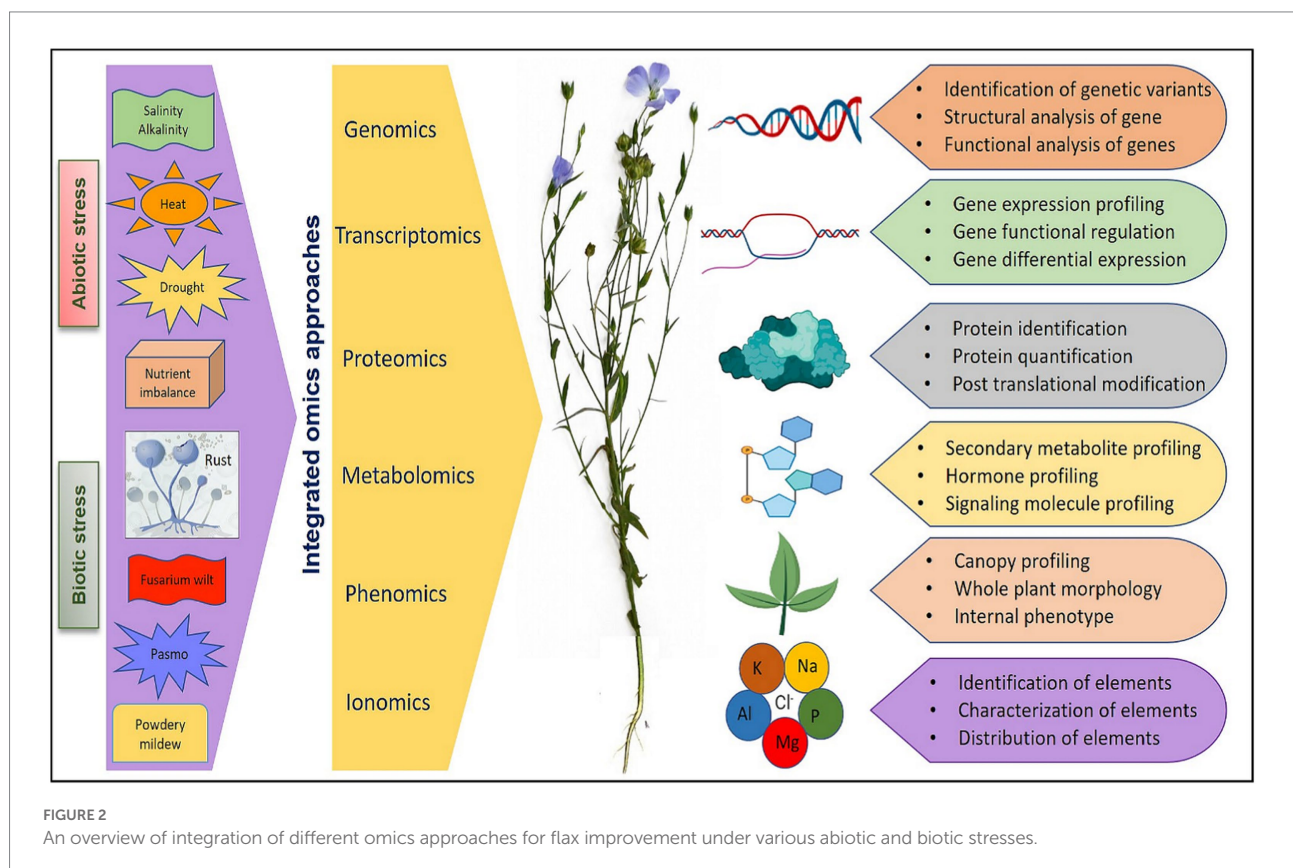 Abiotic stress
Salinity
Alkalinity
Heat
Drought
Nutrient
imbalance
Biotic stress
Rust
Fusarium wilt
Pasmo
Powdery
mildew
Integrated omics approaches
Genomics
Transcriptomics
Proteomics
Metabolomics
Phenomics
Ionomics
K
Na
Al
Cl-
P
Mg
• Identification of genetic variants
• Structural analysis of gene
• Functional analysis of genes
• Gene expression profiling
• Gene functional regulation
• Gene differential expression
• Protein identification
• Protein quantification
• Post translational modification
• Secondary metabolite profiling
• Hormone profiling
• Signaling molecule profiling
• Canopy profiling
• Whole plant morphology
• Internal phenotype
• Identification of elements
• Characterization of elements
• Distribution of elements
FIGURE 2
An overview of integration of different omics approaches for flax improvement under various abiotic and biotic stresses.